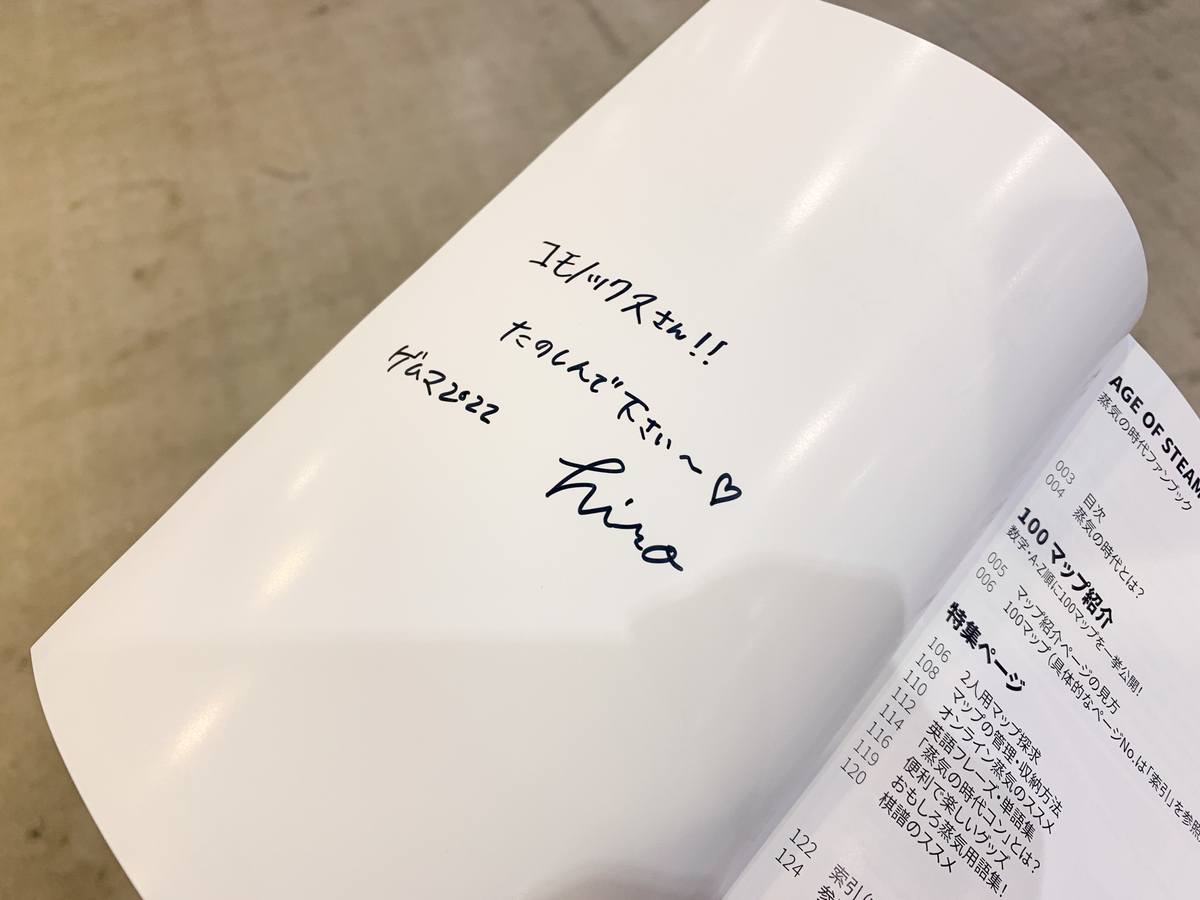 コモノックスさん!!
たのしんで下さい〜♡
ゲムマ2022
hiro
AGE OF STEAM
蒸気の時代ファンブック
003 目次
004 蒸気の時代とは?
100 マップ紹介
数字・A-Z順に100マップを一挙公開!
005 マップ紹介ページの見方
006 100マップ(具体的なページNo.は「索引」を参照
特集ページ
106 2人用マップ探求
108 マップの管理・収納方法
110 オンライン蒸気のススメ
112 英語フレーズ・単語集
114 「蒸気の時代コン」とは?
116 便利で楽しいグッズ
119 おもしろ蒸気用語集!
120 棋譜のススメ
122 索引(
124